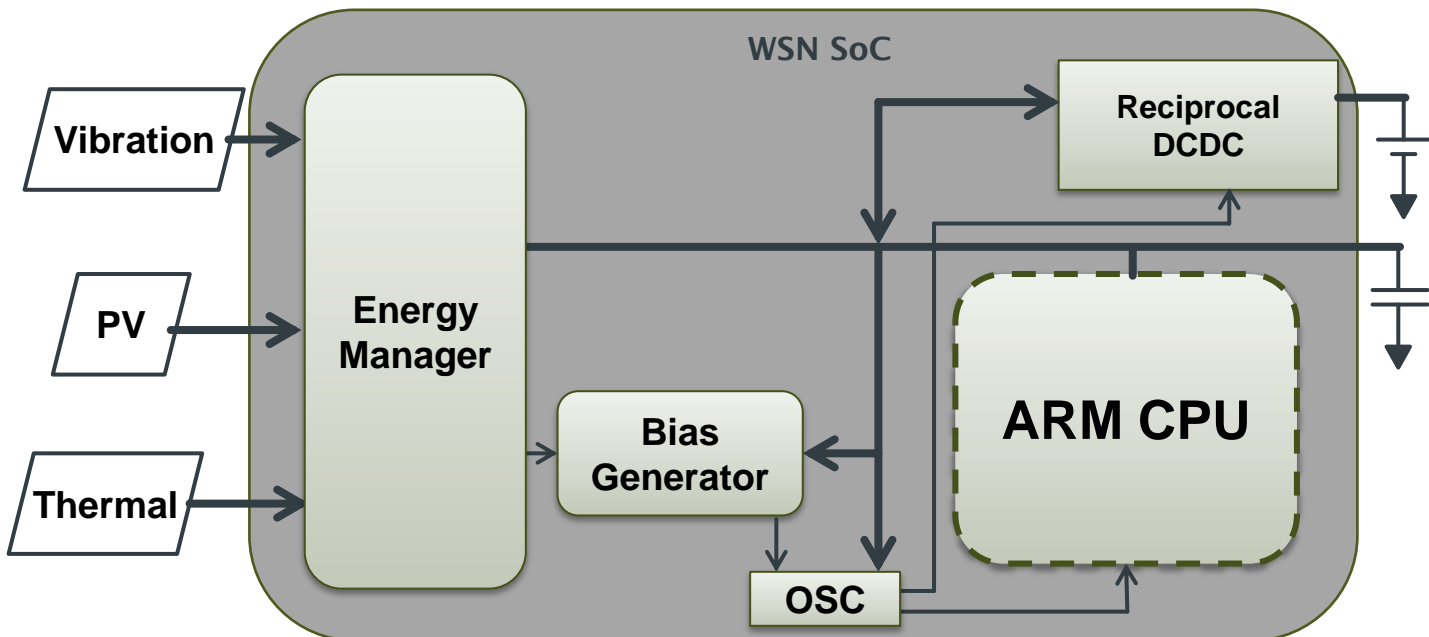 WSN SoC
Vibration
PV
Thermal
Energy
Manager
Bias
Generator
OSC
Reciprocal
DCDC
ARM CPU